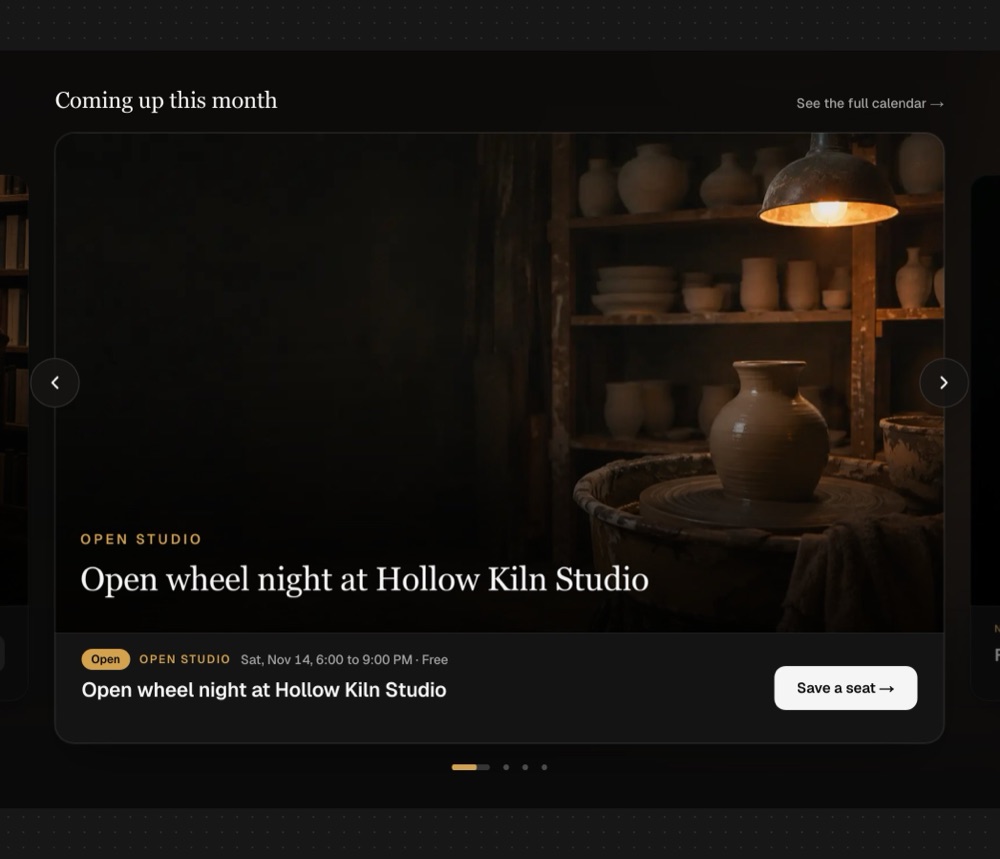 Coming up this month
See the full calendar →
OPEN STUDIO
Open wheel night at Hollow Kiln Studio
Open OPEN STUDIO Sat, Nov 14, 6:00 to 9:00 PM · Free
Open wheel night at Hollow Kiln Studio
Save a seat →